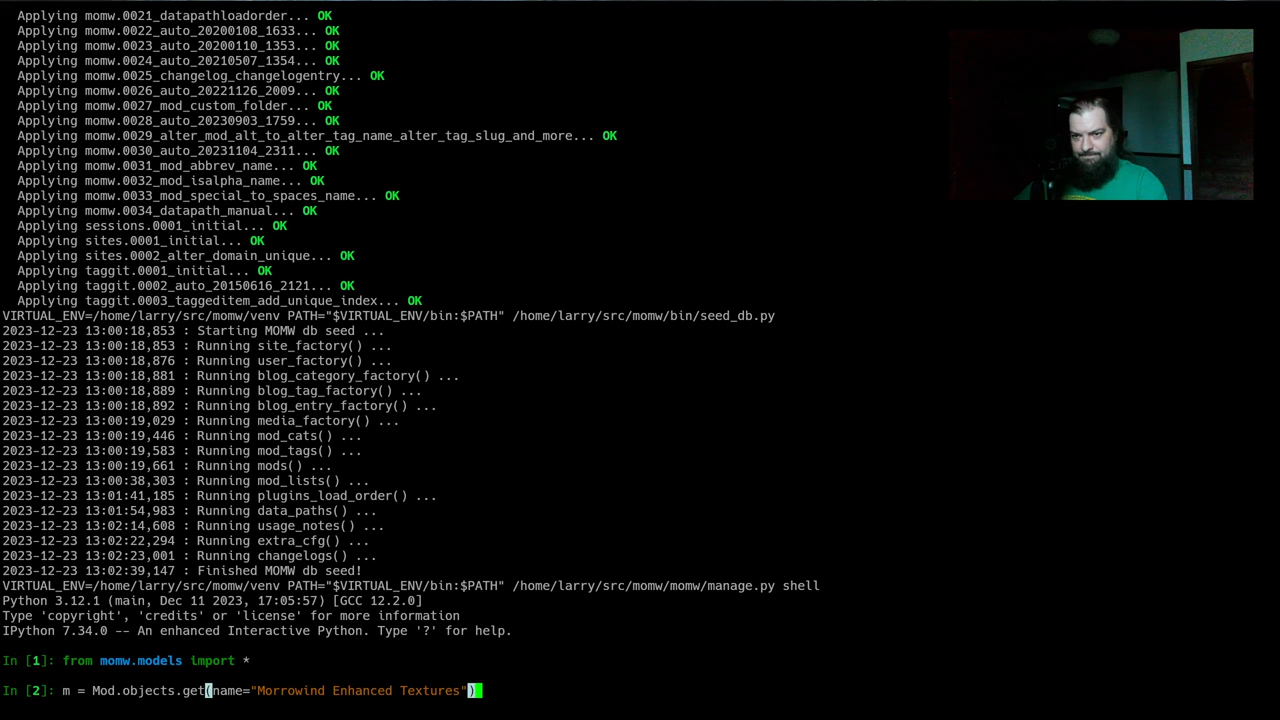 Applying momw.0021_datapathloadorder... OK
Applying momw.0022_auto_20200108_1633... OK
Applying momw.0023_auto_20200110_1353... OK
Applying momw.0024_auto_20210507_1354... OK
Applying momw.0025_changelog_changelogentry... OK
Applying momw.0026_auto_20221126_2009... OK
Applying momw.0027_mod_custom_folder... OK
Applying momw.0028_auto_20230903_1759... OK
Applying momw.0029_alter_mod_alt_to_alter_tag_name_alter_tag_slug_and_more... OK
Applying momw.0030_auto_20231104_2311... OK
Applying momw.0031_mod_abbrev_name... OK
Applying momw.0032_mod_isalpha_name... OK
Applying momw.0033_mod_special_to_spaces_name... OK
Applying momw.0034_datapath_manual... OK
Applying sessions.0001_initial... OK
Applying sites.0001_initial... OK
Applying sites.0002_alter_domain_unique... OK
Applying taggit.0001_initial... OK
Applying taggit.0002_auto_20150616_2121... OK
Applying taggit.0003_taggeditem_add_unique_index... OK
VIRTUAL_ENV=/home/larry/src/momw/venv PATH="$VIRTUAL_ENV/bin:$PATH" /home/larry/src/momw/bin/seed_db.py
2023-12-23 13:00:18,853 : Starting MOMW db seed ...
2023-12-23 13:00:18,853 : Running site_factory() ...
2023-12-23 13:00:18,876 : Running user_factory() ...
2023-12-23 13:00:18,881 : Running blog_category_factory() ...
2023-12-23 13:00:18,889 : Running blog_tag_factory() ...
2023-12-23 13:00:18,892 : Running blog_entry_factory() ...
2023-12-23 13:00:19,029 : Running media_factory() ...
2023-12-23 13:00:19,446 : Running mod_cats() ...
2023-12-23 13:00:19,583 : Running mod_tags() ...
2023-12-23 13:00:19,661 : Running mods() ...
2023-12-23 13:00:38,303 : Running mod_lists() ...
2023-12-23 13:01:41,185 : Running plugins_load_order() ...
2023-12-23 13:01:54,983 : Running data_paths() ...
2023-12-23 13:02:14,608 : Running usage_notes() ...
2023-12-23 13:02:22,294 : Running extra_cfg() ...
2023-12-23 13:02:23,001 : Running changelogs() ...
2023-12-23 13:02:39,147 : Finished MOMW db seed!
VIRTUAL_ENV=/home/larry/src/momw/venv PATH="$VIRTUAL_ENV/bin:$PATH" /home/larry/src/momw/momw/manage.py shell
Python 3.12.1 (main, Dec 11 2023, 17:05:57) [GCC 12.2.0]
Type 'copyright', 'credits' or 'license' for more information
IPython 7.34.0 -- An enhanced Interactive Python. Type '?' for help.
In [1]: from momw.models import *
In [2]: m = Mod.objects.get(name="Morrowind Enhanced Textures")